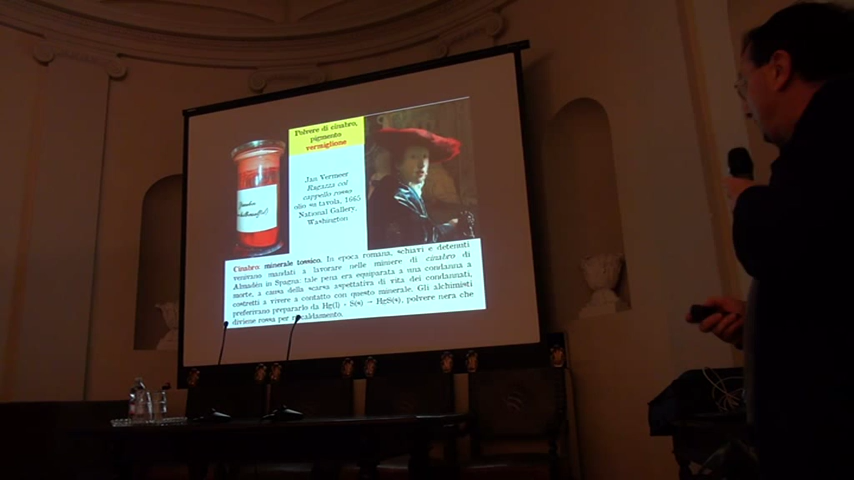 Polvere di cinabro,
pigmento
vermiglione
Jan Vermeer
Ragazza col
cappello rosso
olio su tavola, 1665
National Gallery,
Washington
Cinabro: minerale tossico. In epoca romana, schiavi e detenuti
venivano mandati a lavorare nelle miniere di cinabro di
Almadén in Spagna: tale pena era equiparata a una condanna a
morte, a causa della scarsa aspettativa di vita dei condannati,
costretti a vivere a contatto con questo minerale. Gli alchimisti
preferivano prepararlo da Hg(l) + S(s) → HgS(s), polvere nera che
diviene rossa per riscaldamento.